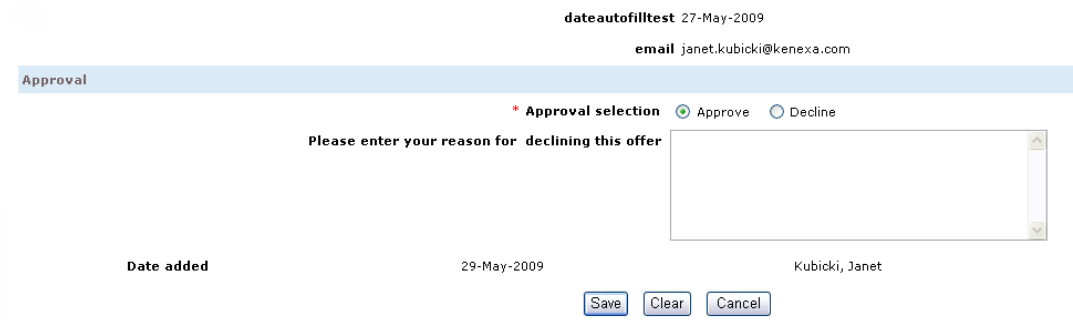 dateautofilltest 27-May-2009
email janet.kubicki@kenexa.com
Approval
* Approval selection Approve Decline
Please enter your reason for declining this offer
Date added 29-May-2009 Kubicki, Janet
Save Clear Cancel